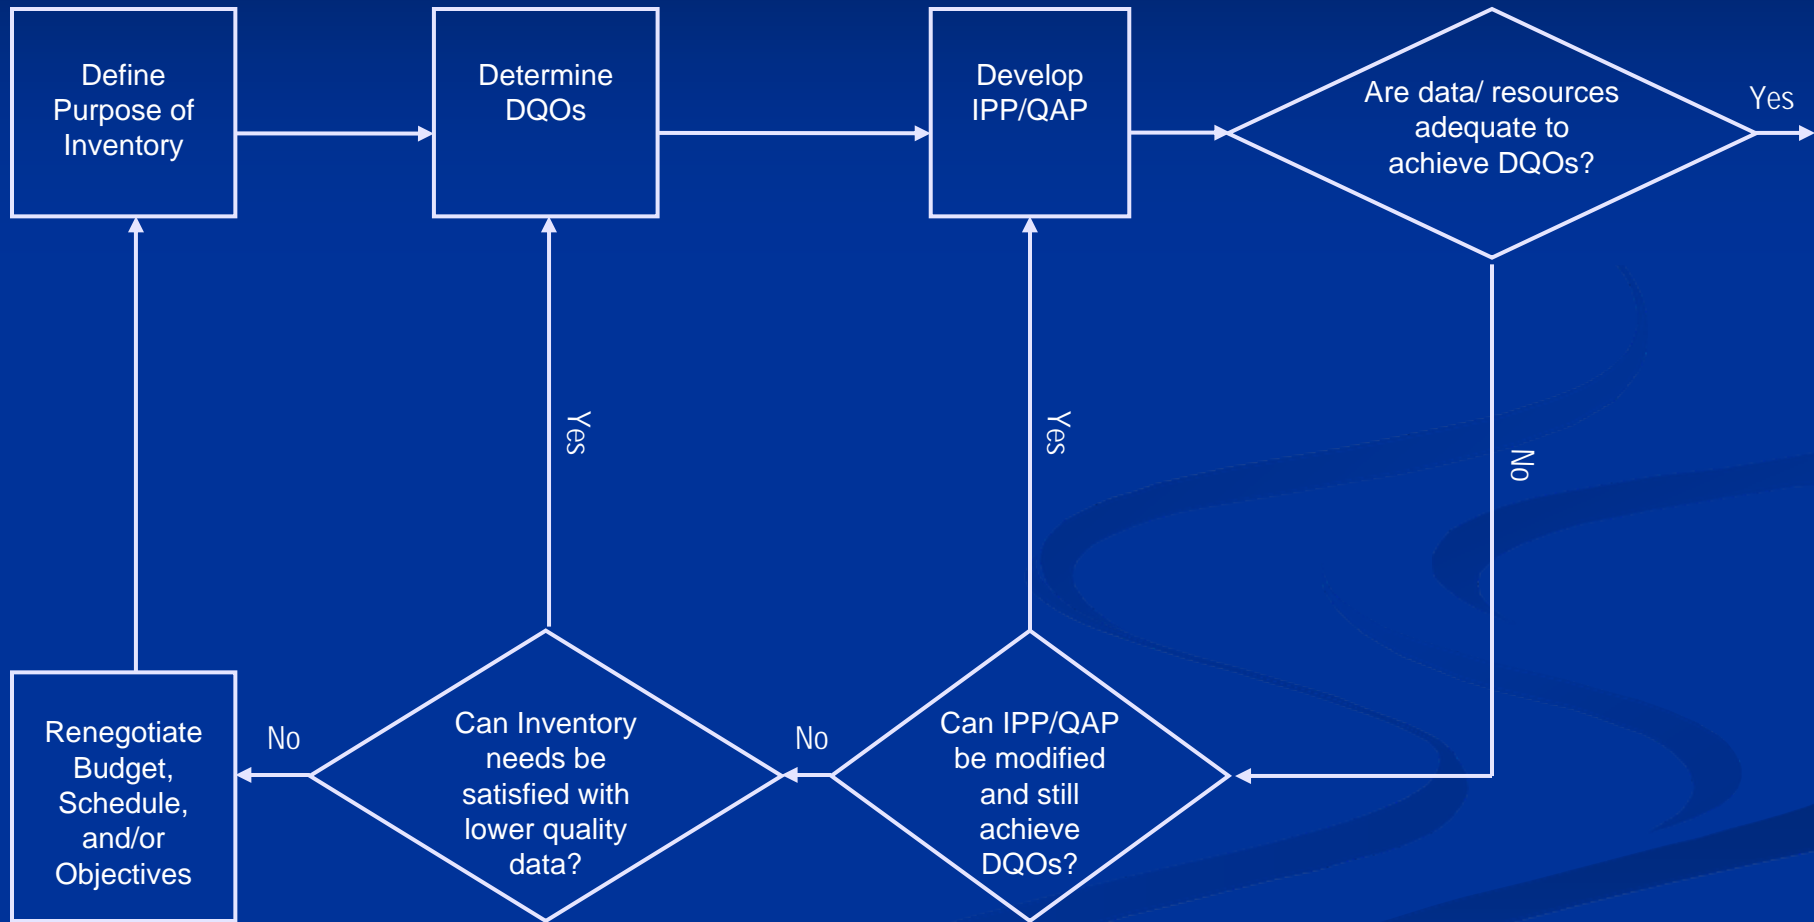 Define
Purpose of
Inventory
Determine
DQOs
Develop
IPP/QAP
Are data/ resources
adequate to
achieve DQOs?
Yes
Yes
Yes
No
Renegotiate
Budget,
Schedule,
and/or
Objectives
No
Can Inventory
needs be
satisfied with
lower quality
data?
No
Can IPP/QAP
be modified
and still
achieve
DQOs?